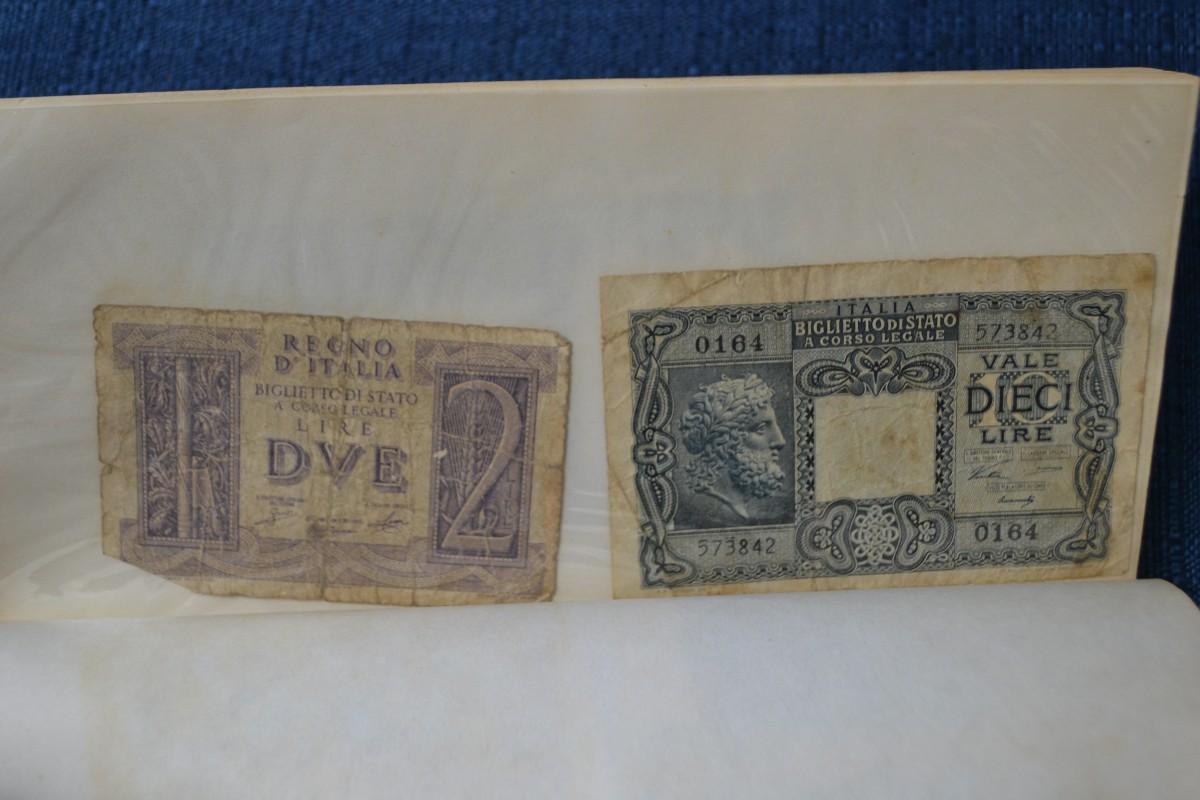 REGNO
D'ITALIA
BIGLIETTO DI STATO
A CORSO LEGALE
LIRE
DVE
2
ITALIA
BIGLIETTO DI STATO
A CORSO LEGALE
0164
573842
VALE
10
DIECI
LIRE
573842
0164